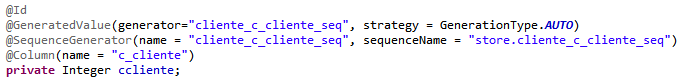 @Id
@GeneratedValue(generator="cliente_c_cliente_seq", strategy = GenerationType.AUTO)
@SequenceGenerator(name = "cliente_c_cliente_seq", sequenceName = "store.cliente_c_cliente_seq")
@Column(name = "c_cliente")
private Integer ccliente;